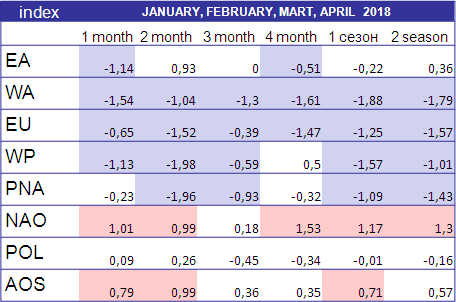 index JANUARY, FEBRUARY, MART, APRIL 2018
1 month 2 month 3 month 4 month 1 сезон 2 season
EA -1,14 0,93 0 -0,51 -0,22 0,36
WA -1,54 -1,04 -1,3 -1,61 -1,88 -1,79
EU -0,65 -1,52 -0,39 -1,47 -1,25 -1,57
WP -1,13 -1,98 -0,59 0,5 -1,57 -1,01
PNA -0,23 -1,96 -0,93 -0,32 -1,09 -1,43
NAO 1,01 0,99 0,18 1,53 1,17 1,3
POL 0,09 0,26 -0,45 -0,34 -0,01 -0,16
AOS 0,79 0,99 0,36 0,35 0,71 0,57